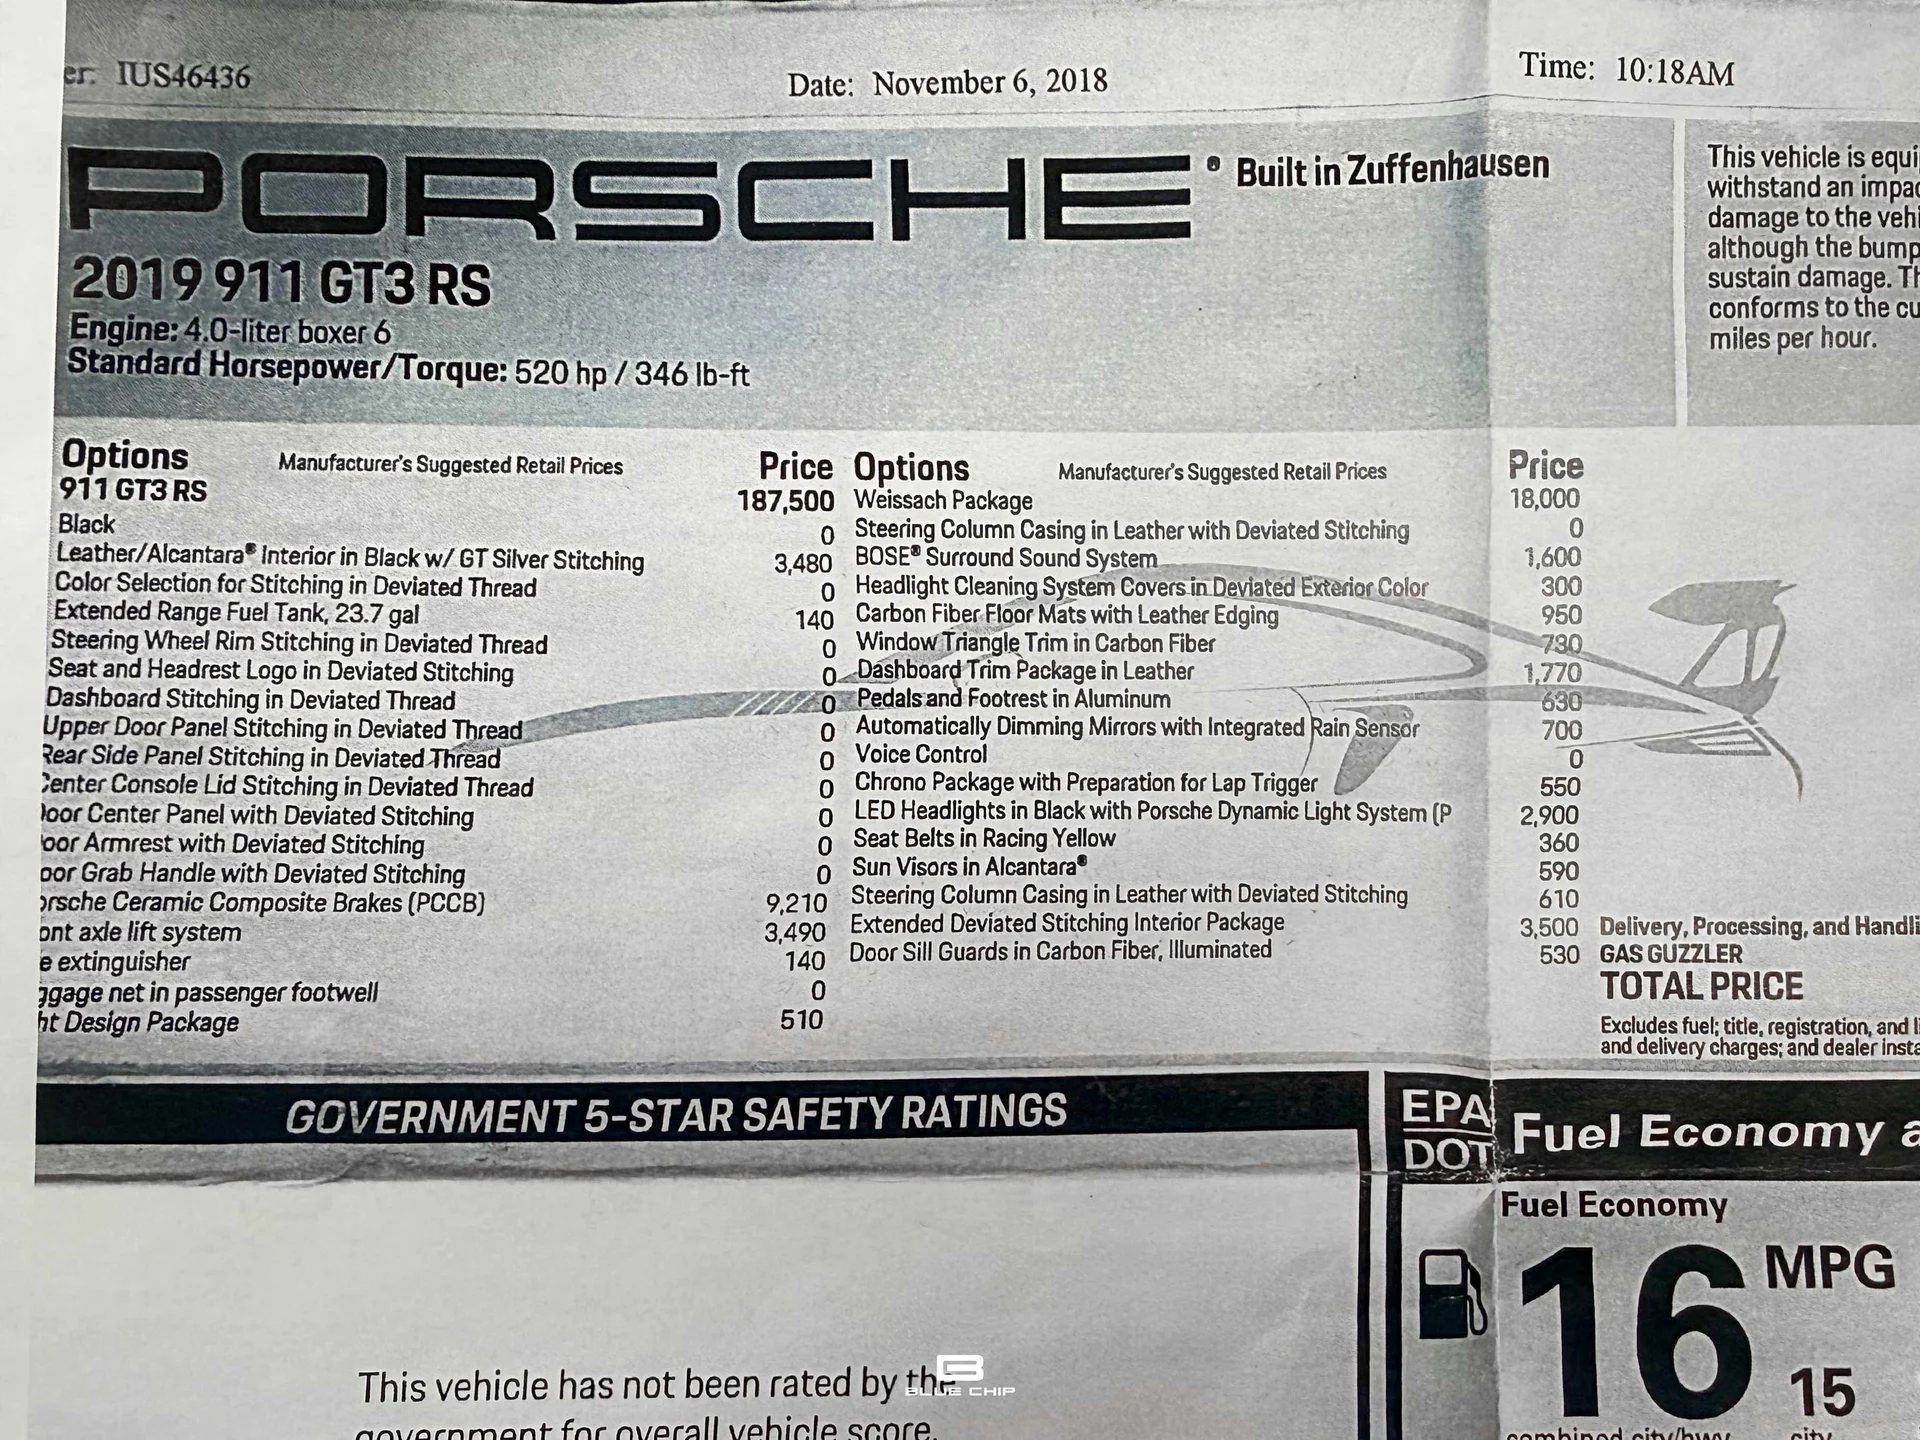 er: IUS46436
Date: November 6, 2018
Time: 10:18AM
PORSCHE® Built in Zuffenhausen
2019 911 GT3 RS
Engine: 4.0-liter boxer 6
Standard Horsepower/Torque: 520 hp / 346 lb-ft
This vehicle is equi
withstand an impac
damage to the vehi
although the bump
sustain damage. Th
conforms to the cu
miles per hour.
Options Manufacturer's Suggested Retail Prices Price
911 GT3 RS 187,500
Black 0
Leather/Alcantara® Interior in Black w/ GT Silver Stitching 3,480
Color Selection for Stitching in Deviated Thread 0
Extended Range Fuel Tank, 23.7 gal 140
Steering Wheel Rim Stitching in Deviated Thread 0
Seat and Headrest Logo in Deviated Stitching 0
Dashboard Stitching in Deviated Thread 0
Upper Door Panel Stitching in Deviated Thread 0
Rear Side Panel Stitching in Deviated Thread 0
Center Console Lid Stitching in Deviated Thread 0
Door Center Panel with Deviated Stitching 0
oor Armrest with Deviated Stitching 0
oor Grab Handle with Deviated Stitching 0
orsche Ceramic Composite Brakes (PCCB) 9,210
ont axle lift system 3,490
e extinguisher 140
ggage net in passenger footwell 0
ht Design Package 510
Options Manufacturer's Suggested Retail Prices Price
Weissach Package 18,000
Steering Column Casing in Leather with Deviated Stitching 0
BOSE® Surround Sound System 1,600
Headlight Cleaning System Covers in Deviated Exterior Color 300
Carbon Fiber Floor Mats with Leather Edging 950
Window Triangle Trim in Carbon Fiber 730
Dashboard Trim Package in Leather 1,770
Pedals and Footrest in Aluminum 630
Automatically Dimming Mirrors with Integrated Rain Sensor 700
Voice Control 0
Chrono Package with Preparation for Lap Trigger 550
LED Headlights in Black with Porsche Dynamic Light System (P 2,900
Seat Belts in Racing Yellow 360
Sun Visors in Alcantara® 590
Steering Column Casing in Leather with Deviated Stitching 610
Extended Deviated Stitching Interior Package 3,500
Door Sill Guards in Carbon Fiber, Illuminated 530
Delivery, Processing, and Handli
GAS GUZZLER
TOTAL PRICE
Excludes fuel; title, registration, and li
and delivery charges; and dealer insta
GOVERNMENT 5-STAR SAFETY RATINGS
This vehicle has not been rated by the
government for overall vehicle score.
EPA
DOT
Fuel Economy a
Fuel Economy
16 MPG
15
combined city/hwy
city
BLUE CHIP